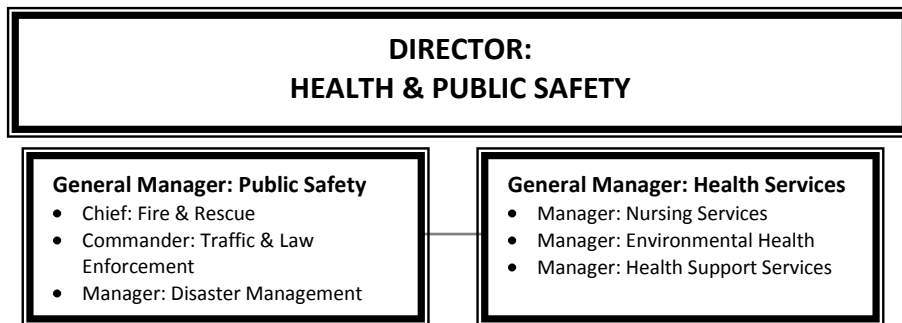 DIRECTOR:
HEALTH & PUBLIC SAFETY
General Manager: Public Safety
• Chief: Fire & Rescue
• Commander: Traffic & Law
Enforcement
• Manager: Disaster Management
General Manager: Health Services
• Manager: Nursing Services
• Manager: Environmental Health
• Manager: Health Support Services